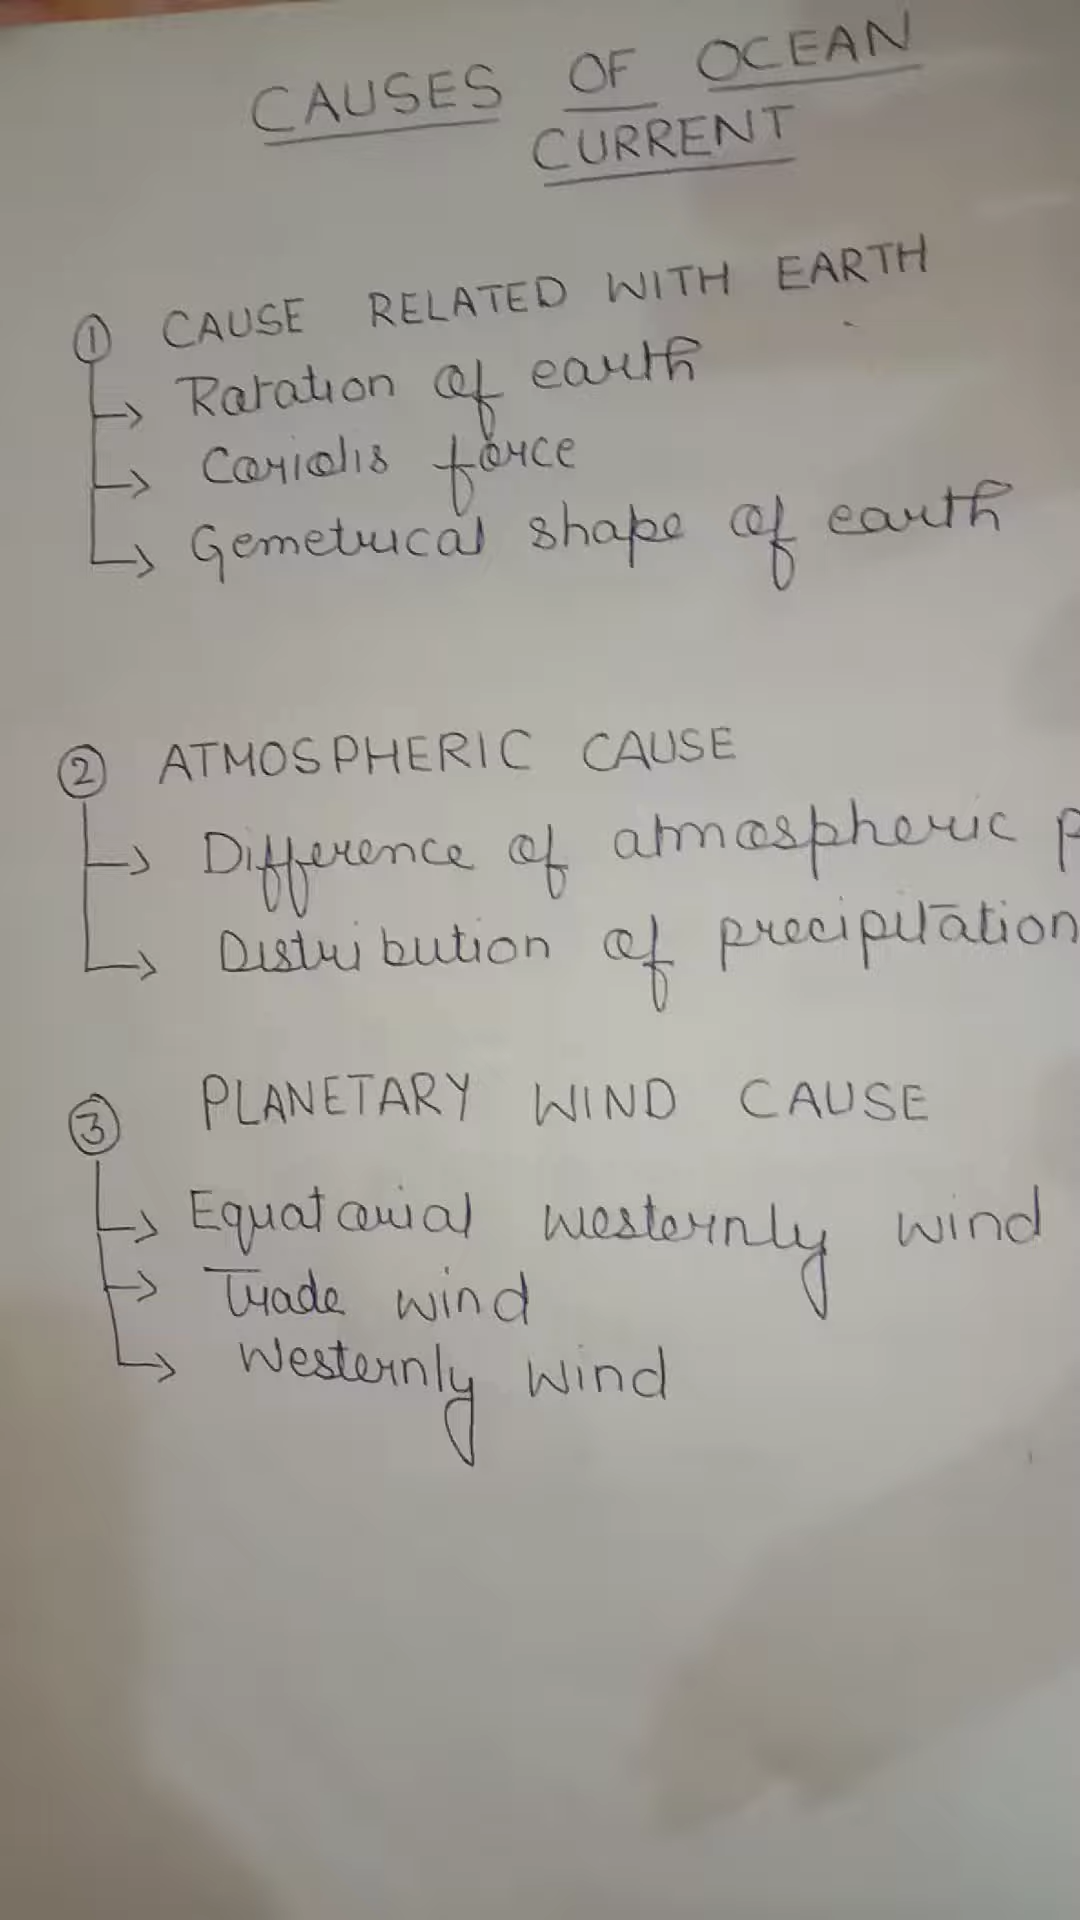 CAUSES OF OCEAN
CURRENT
① CAUSE RELATED WITH EARTH
→ Rotation of earth
→ Coriolis force
→ Gemetrical shape of earth
② ATMOSPHERIC CAUSE
→ Difference of atmospheric
→ Distribution of precipitation
③ PLANETARY WIND CAUSE
→ Equatorial westernly wind
→ Trade wind
→ Westernly wind